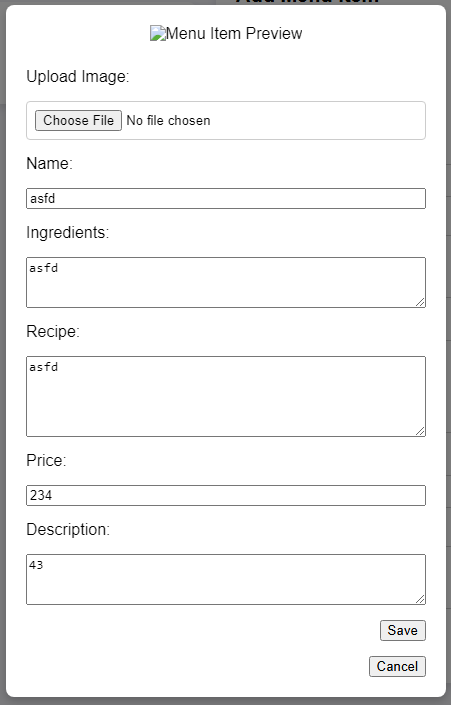 Menu Item Preview
Upload Image:
Choose File No file chosen
Name:
asfd
Ingredients:
asfd
Recipe:
asfd
Price:
234
Description:
43
Save
Cancel